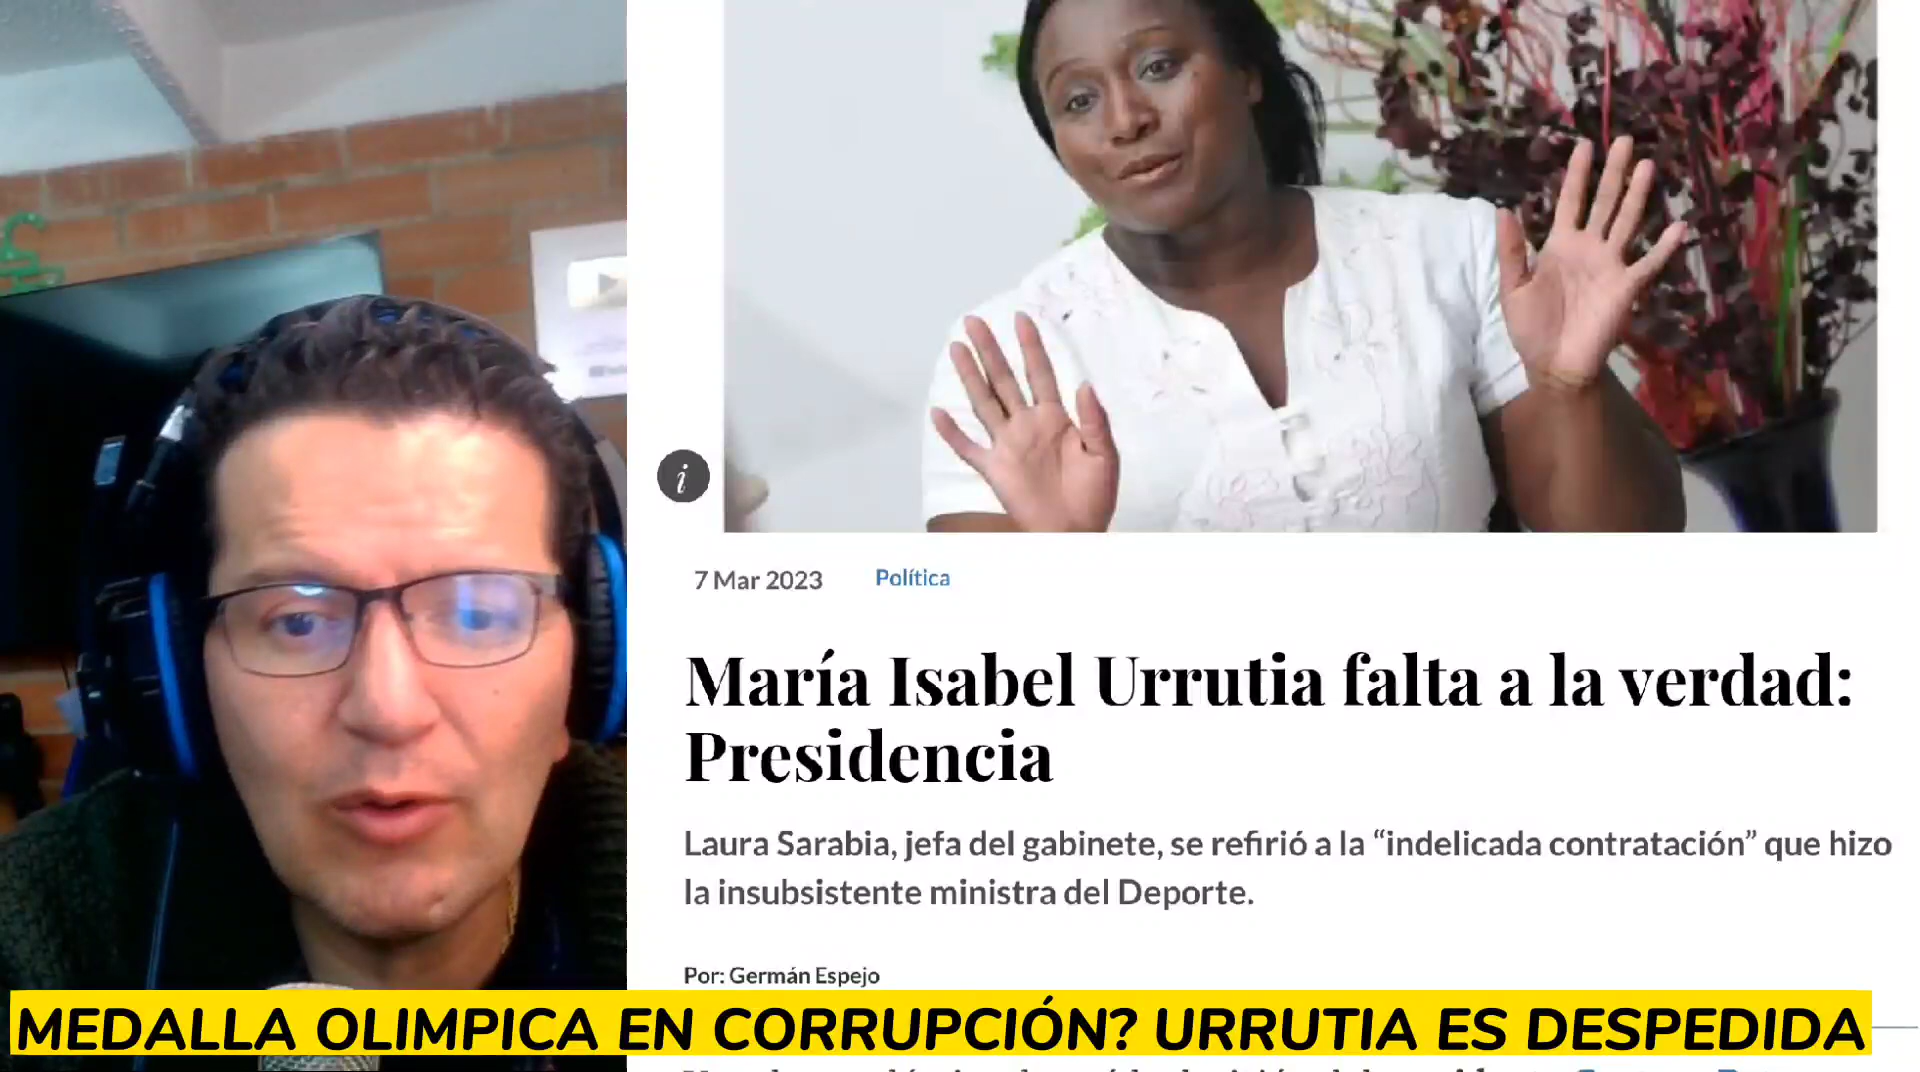 i
7 Mar 2023
Política
María Isabel Urrutia falta a la verdad:
Presidencia
Laura Sarabia, jefa del gabinete, se refirió a la “indelicada contratación” que hizo
la insubsistente ministra del Deporte.
Por: Germán Espejo
MEDALLA OLIMPICA EN CORRUPCIÓN? URRUTIA ES DESPEDIDA